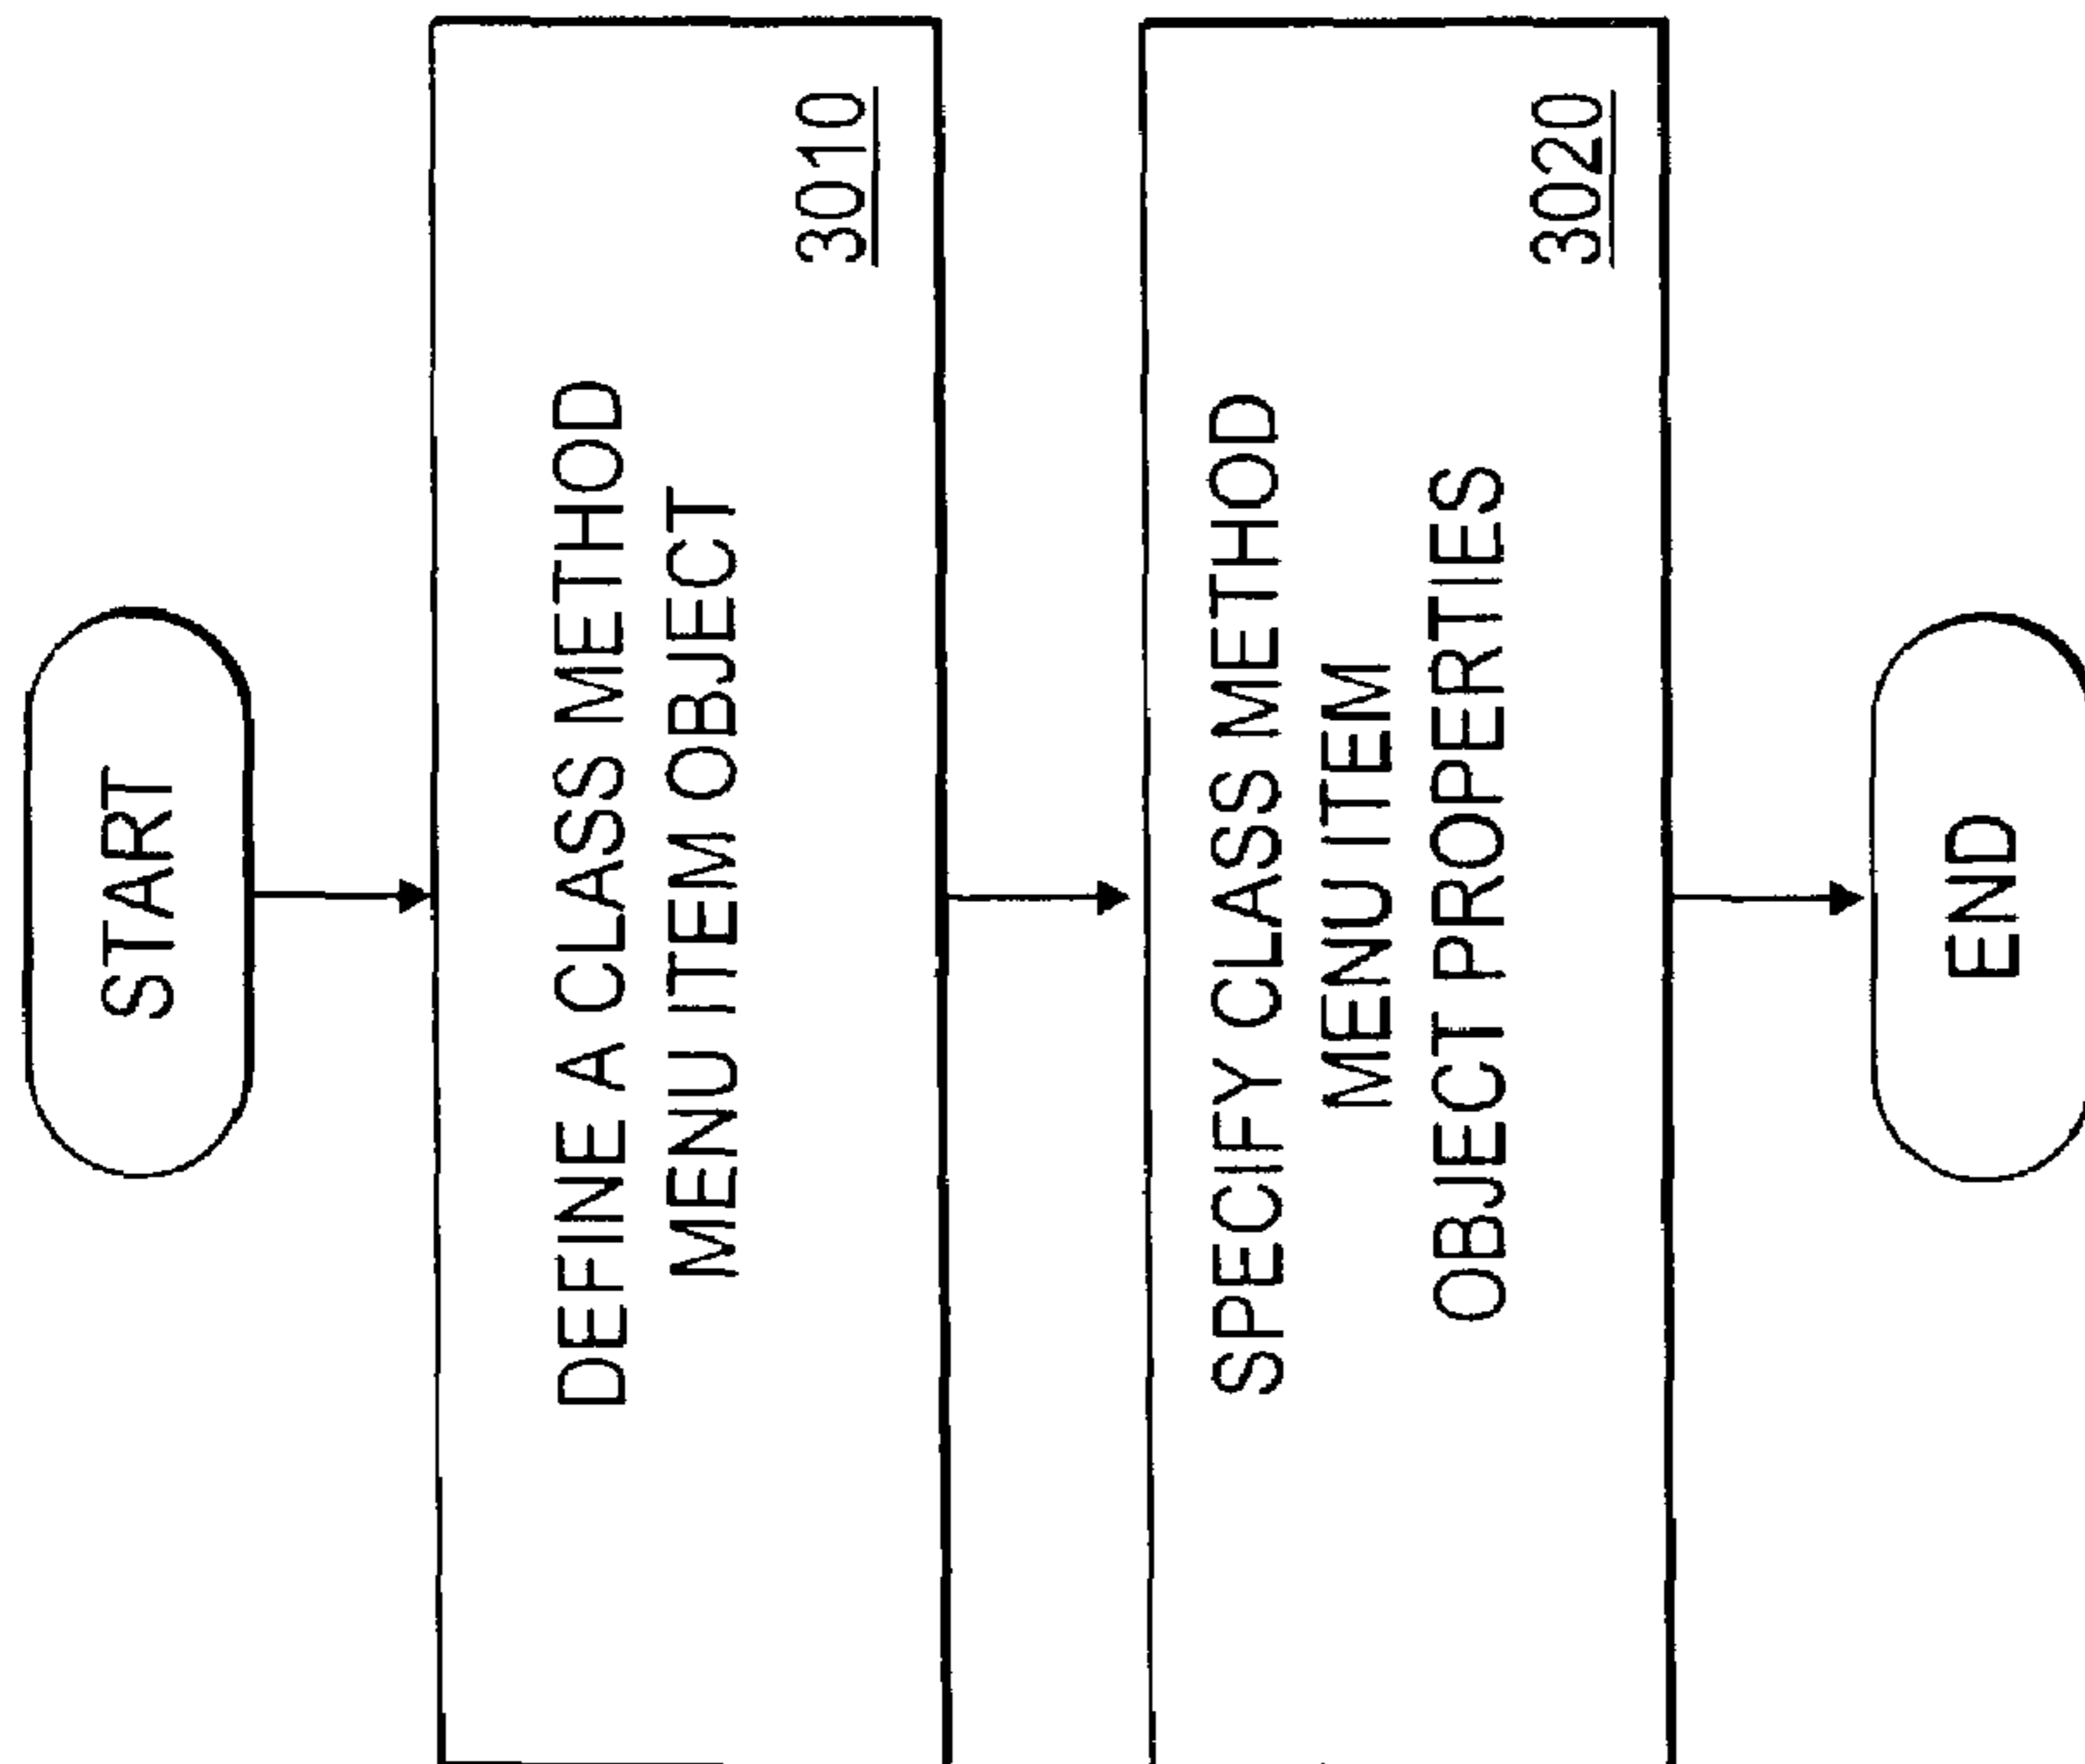 START
DEFINE A CLASS METHOD
MENU ITEM OBJECT
3010
SPECIFY CLASS METHOD
MENU ITEM
OBJECT PROPERTIES
3020
END